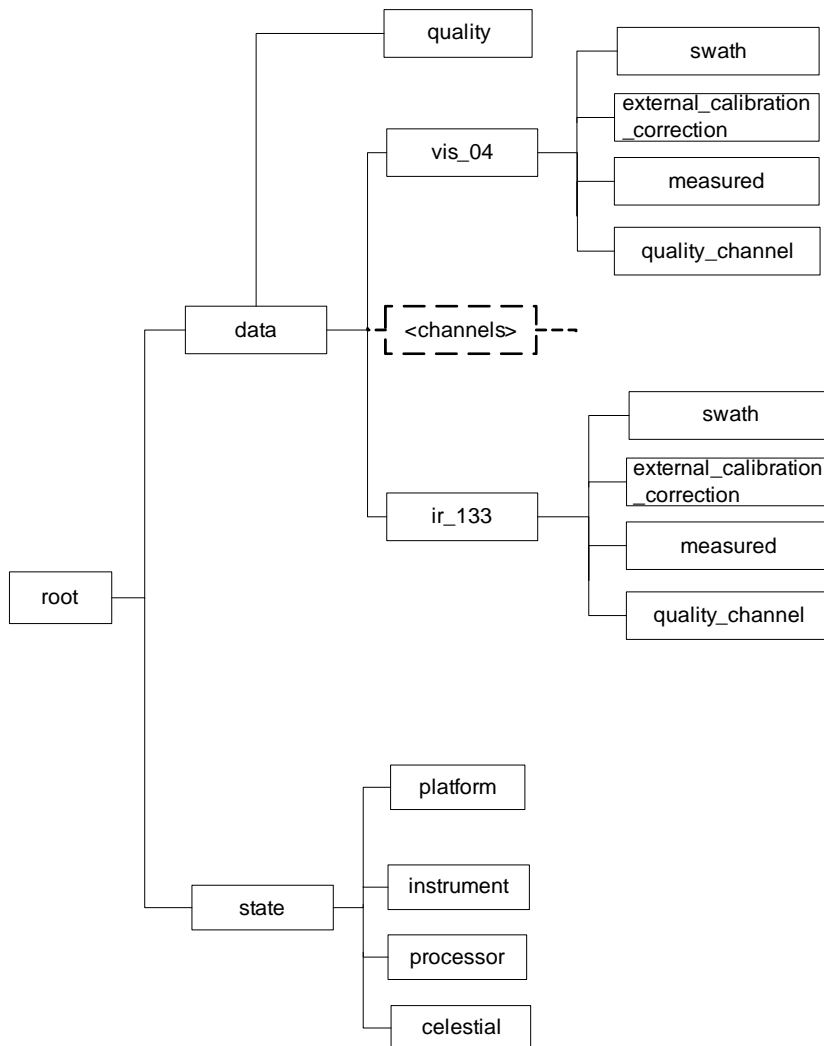 quality
swath
external_calibration
_correction
vis_04
measured
quality_channel
data
<channels>
swath
external_calibration
_correction
ir_133
measured
quality_channel
root
platform
instrument
state
processor
celestial